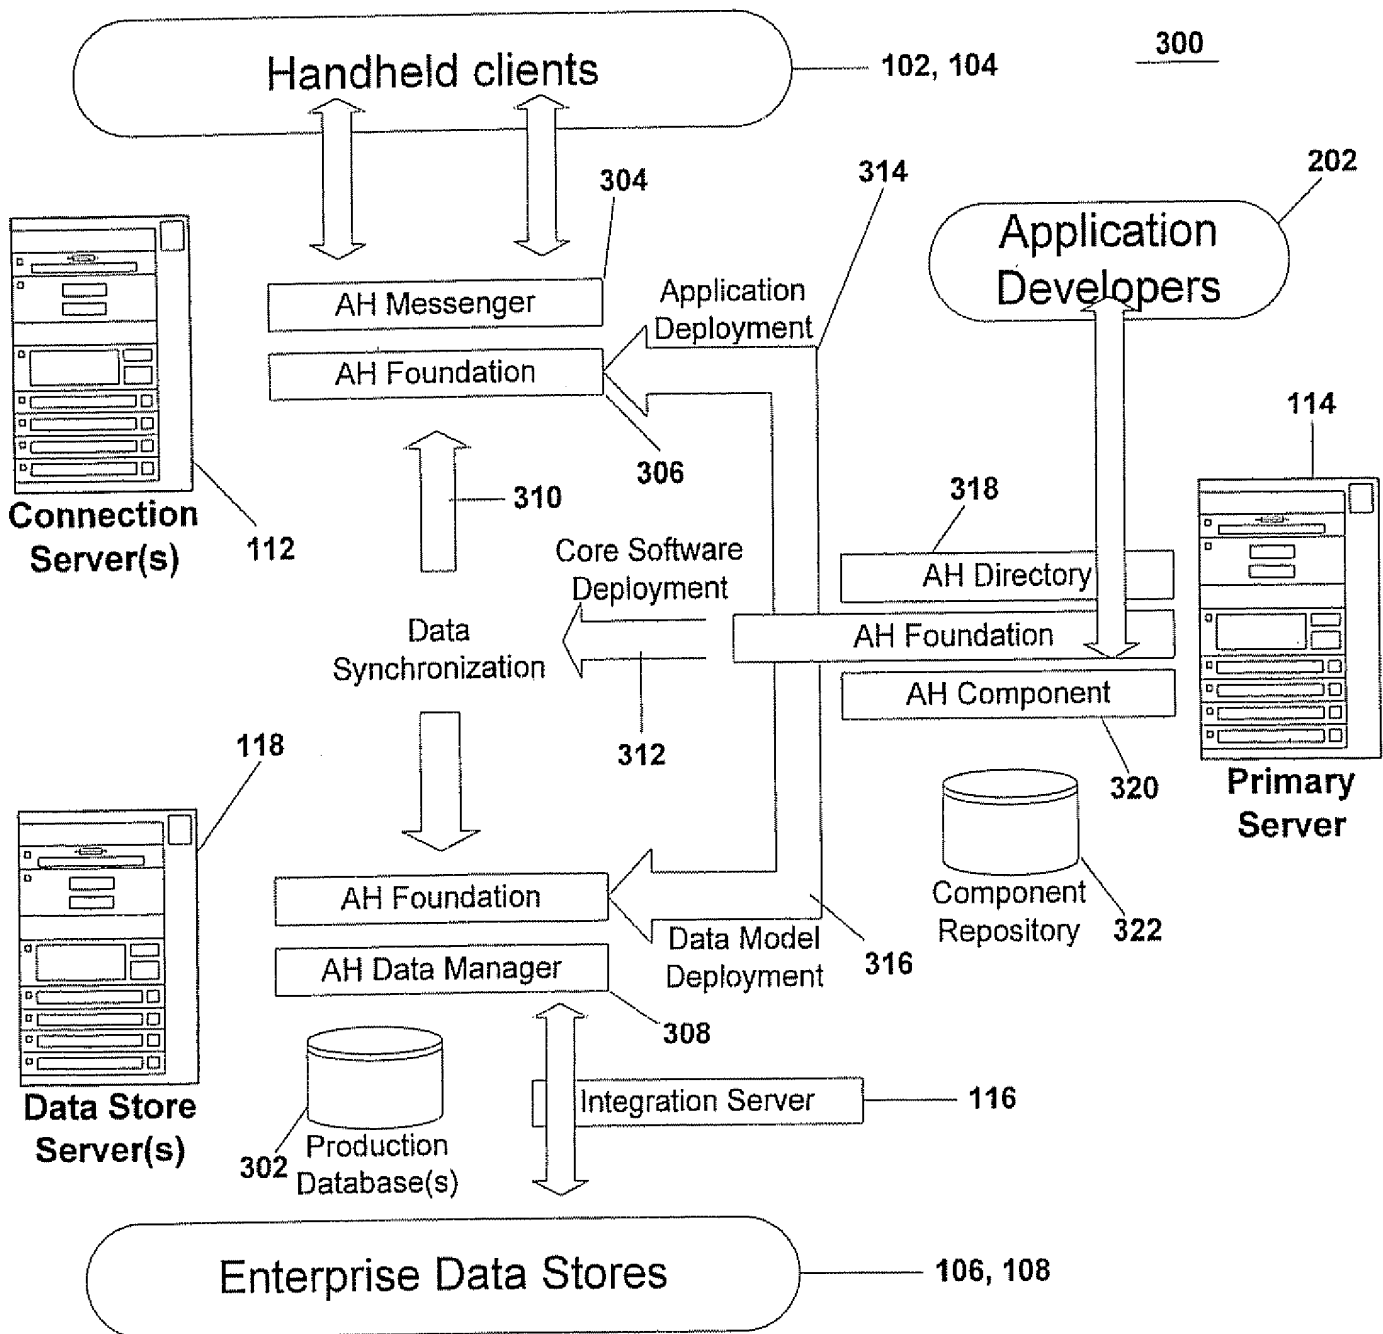 300
Handheld clients
102, 104
304
314
202
Application
Developers
AH Messenger
Application
Deployment
AH Foundation
306
114
310
318
Connection
Server(s)
112
Core Software
Deployment
AH Directory
Data
Synchronization
AH Foundation
AH Component
312
118
320
Primary
Server
AH Foundation
Component
Repository
322
Data Model
Deployment
316
AH Data Manager
308
Integration Server
116
Data Store
Server(s)
302
Production
Database(s)
Enterprise Data Stores
106, 108